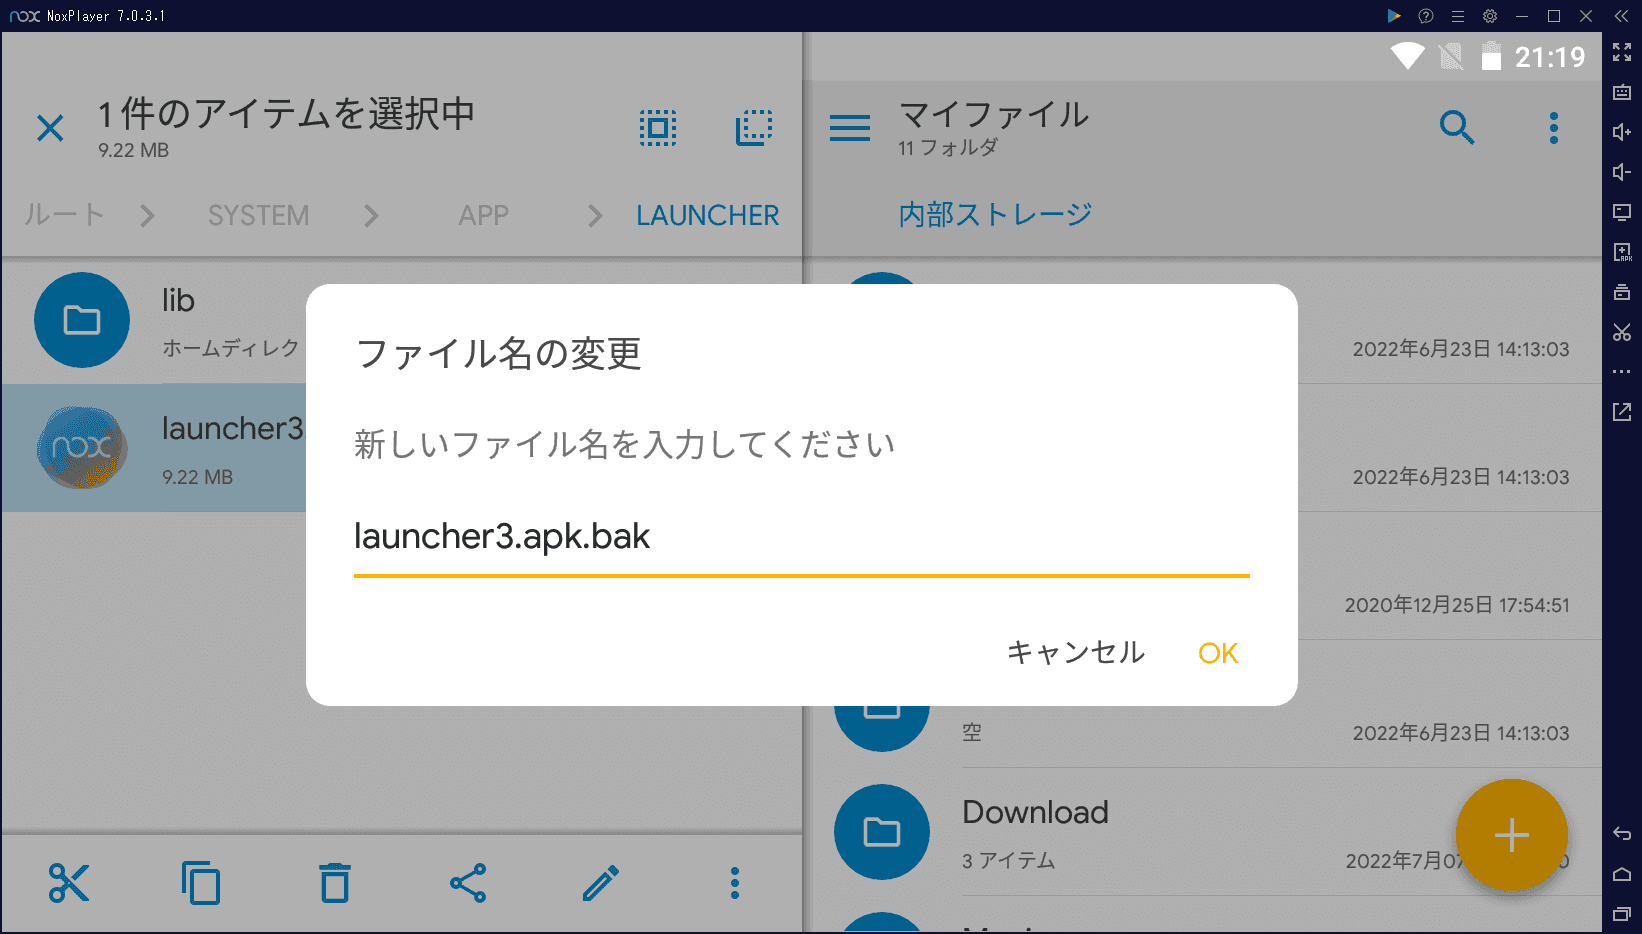 nox NoxPlayer 7.0.3.1
21:19
1 件のアイテムを選択中
9.22 MB
ルート
SYSTEM
APP
LAUNCHER
マイファイル
11 フォルダ
内部ストレージ
lib
ホームディレク
nox
launcher3
9.22 MB
ファイル名の変更
新しいファイル名を入力してください
launcher3.apk.bak
キャンセル
OK
2022年6月23日 14:13:03
2022年6月23日 14:13:03
2020年12月25日 17:54:51
空
2022年6月23日 14:13:03
Download
3 アイテム
2022年7月07
APK